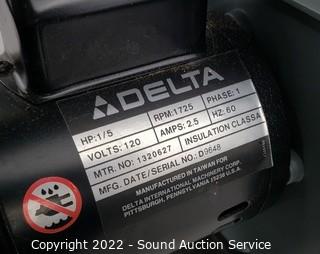 DELTA
HP: 1/5 RPM: 1725 PHASE: 1
VOLTS: 120 AMPS: 2.5 HZ: 60
MTR. NO: 1320627 INSULATION CLASSA
MFG. DATE/SERIAL NO: D9648
MANUFACTURED IN TAIWAN FOR
DELTA INTERNATIONAL MACHINERY CORP.
PITTSBURGH, PENNSYLVANIA 15238 U.S.A.
Copyright 2022 - Sound Auction Service